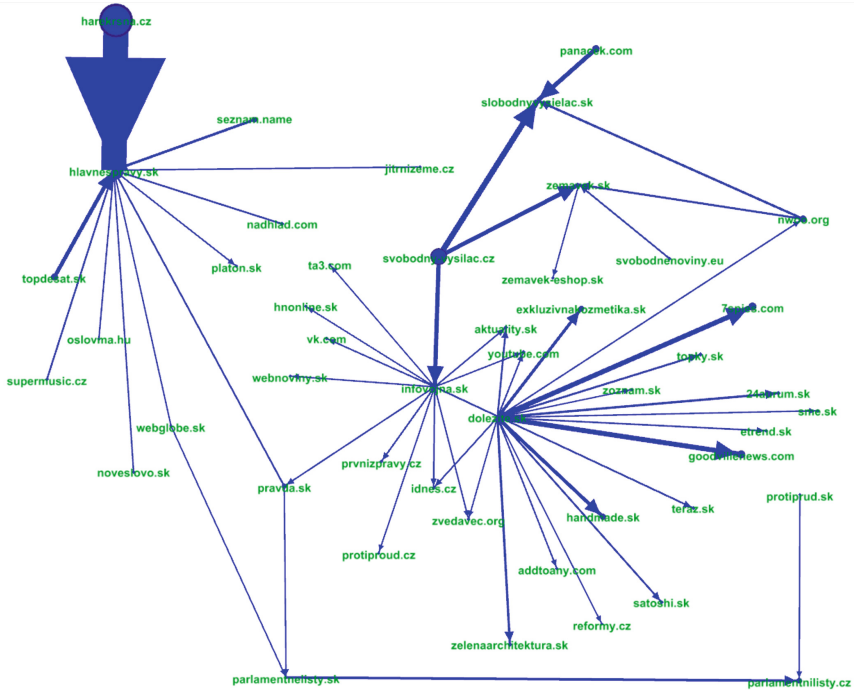 seznam.name
panacek.com
hlavnespravy.sk
jitrnizeme.cz
nadhlad.com
platon.sk
topdesat.sk
ta3.com
svobodnyvysilac.cz
svobodnenoviny.eu
zemavek-eshop.sk
hnonline.sk
exkluzivnakozmetika.sk
aktuality.sk
oslovma.hu
vk.com
youtube.com
topky.sk
webnoviny.sk
supermusic.cz
infovojna.sk
zoznam.sk
sme.sk
webglobe.sk
etrend.sk
goodvibenews.com
noveslovo.sk
prvnizpravy.cz
pravda.sk
idnes.cz
protiprud.sk
teraz.sk
handmade.sk
zvedavec.org
protiproud.cz
addtoany.com
satoshi.sk
reformy.cz
zelenaarchitektura.sk
parlamentnelisty.sk
parlamentnilisty.cz